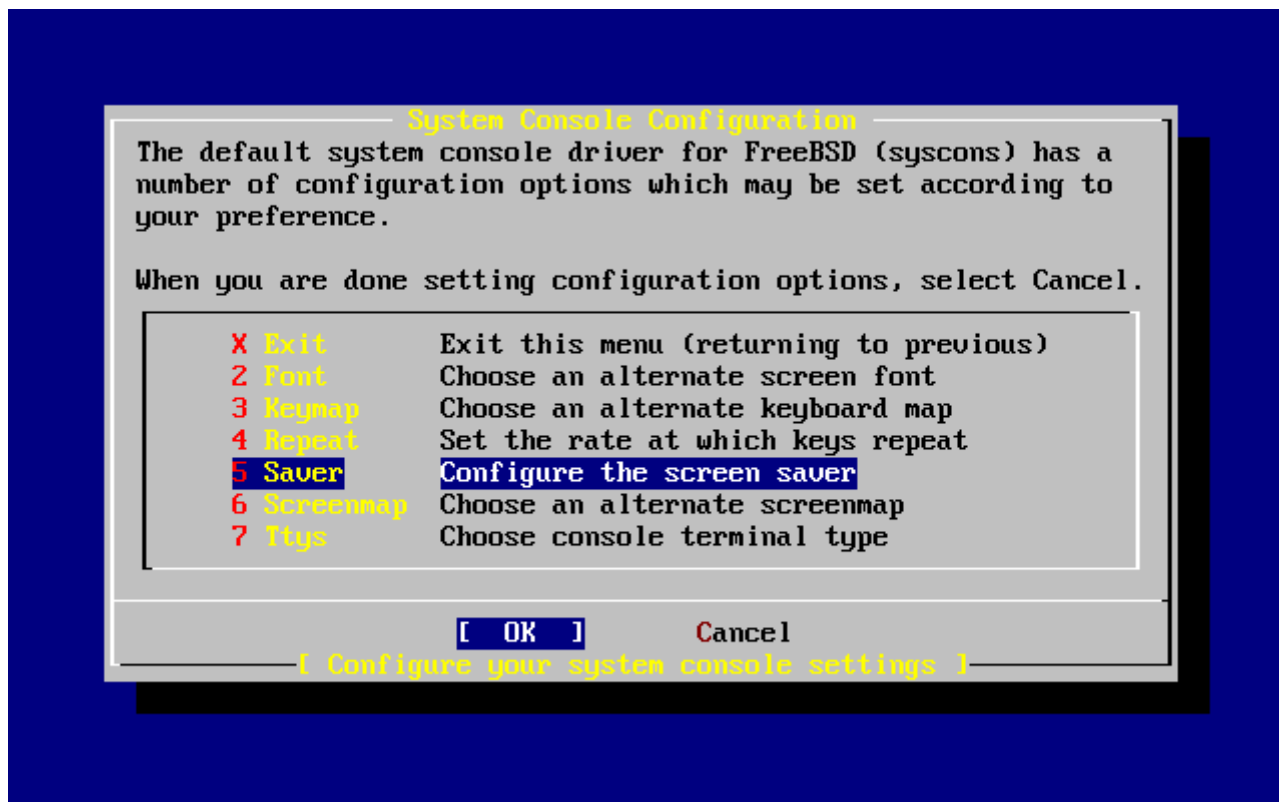 System Console Configuration
The default system console driver for FreeBSD (syscons) has a
number of configuration options which may be set according to
your preference.
When you are done setting configuration options, select Cancel.
X Exit Exit this menu (returning to previous)
2 Font Choose an alternate screen font
3 Keymap Choose an alternate keyboard map
4 Repeat Set the rate at which keys repeat
5 Saver Configure the screen saver
6 Screenmap Choose an alternate screenmap
7 Ttys Choose console terminal type
[ OK ] Cancel
[ Configure your system console settings ]